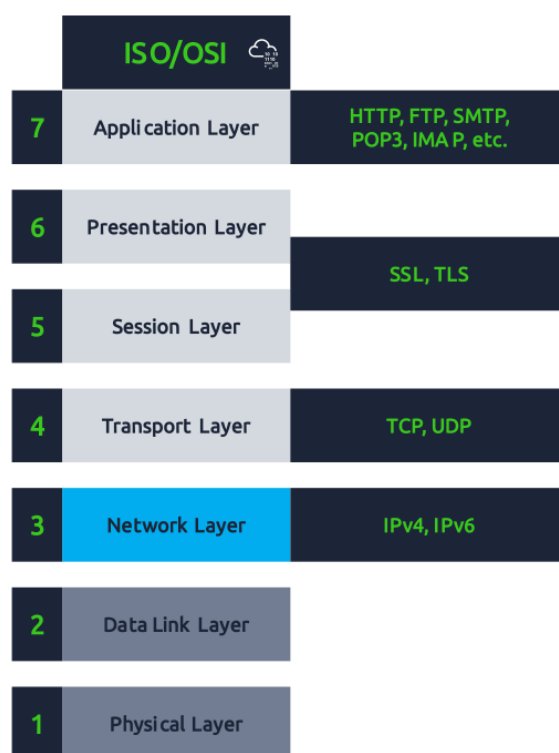 ISO/OSI
7
Application Layer
HTTP, FTP, SMTP,
POP3, IMAP, etc.
6
Presentation Layer
SSL, TLS
5
Session Layer
4
Transport Layer
TCP, UDP
3
Network Layer
IPv4, IPv6
2
Data Link Layer
1
Physical Layer